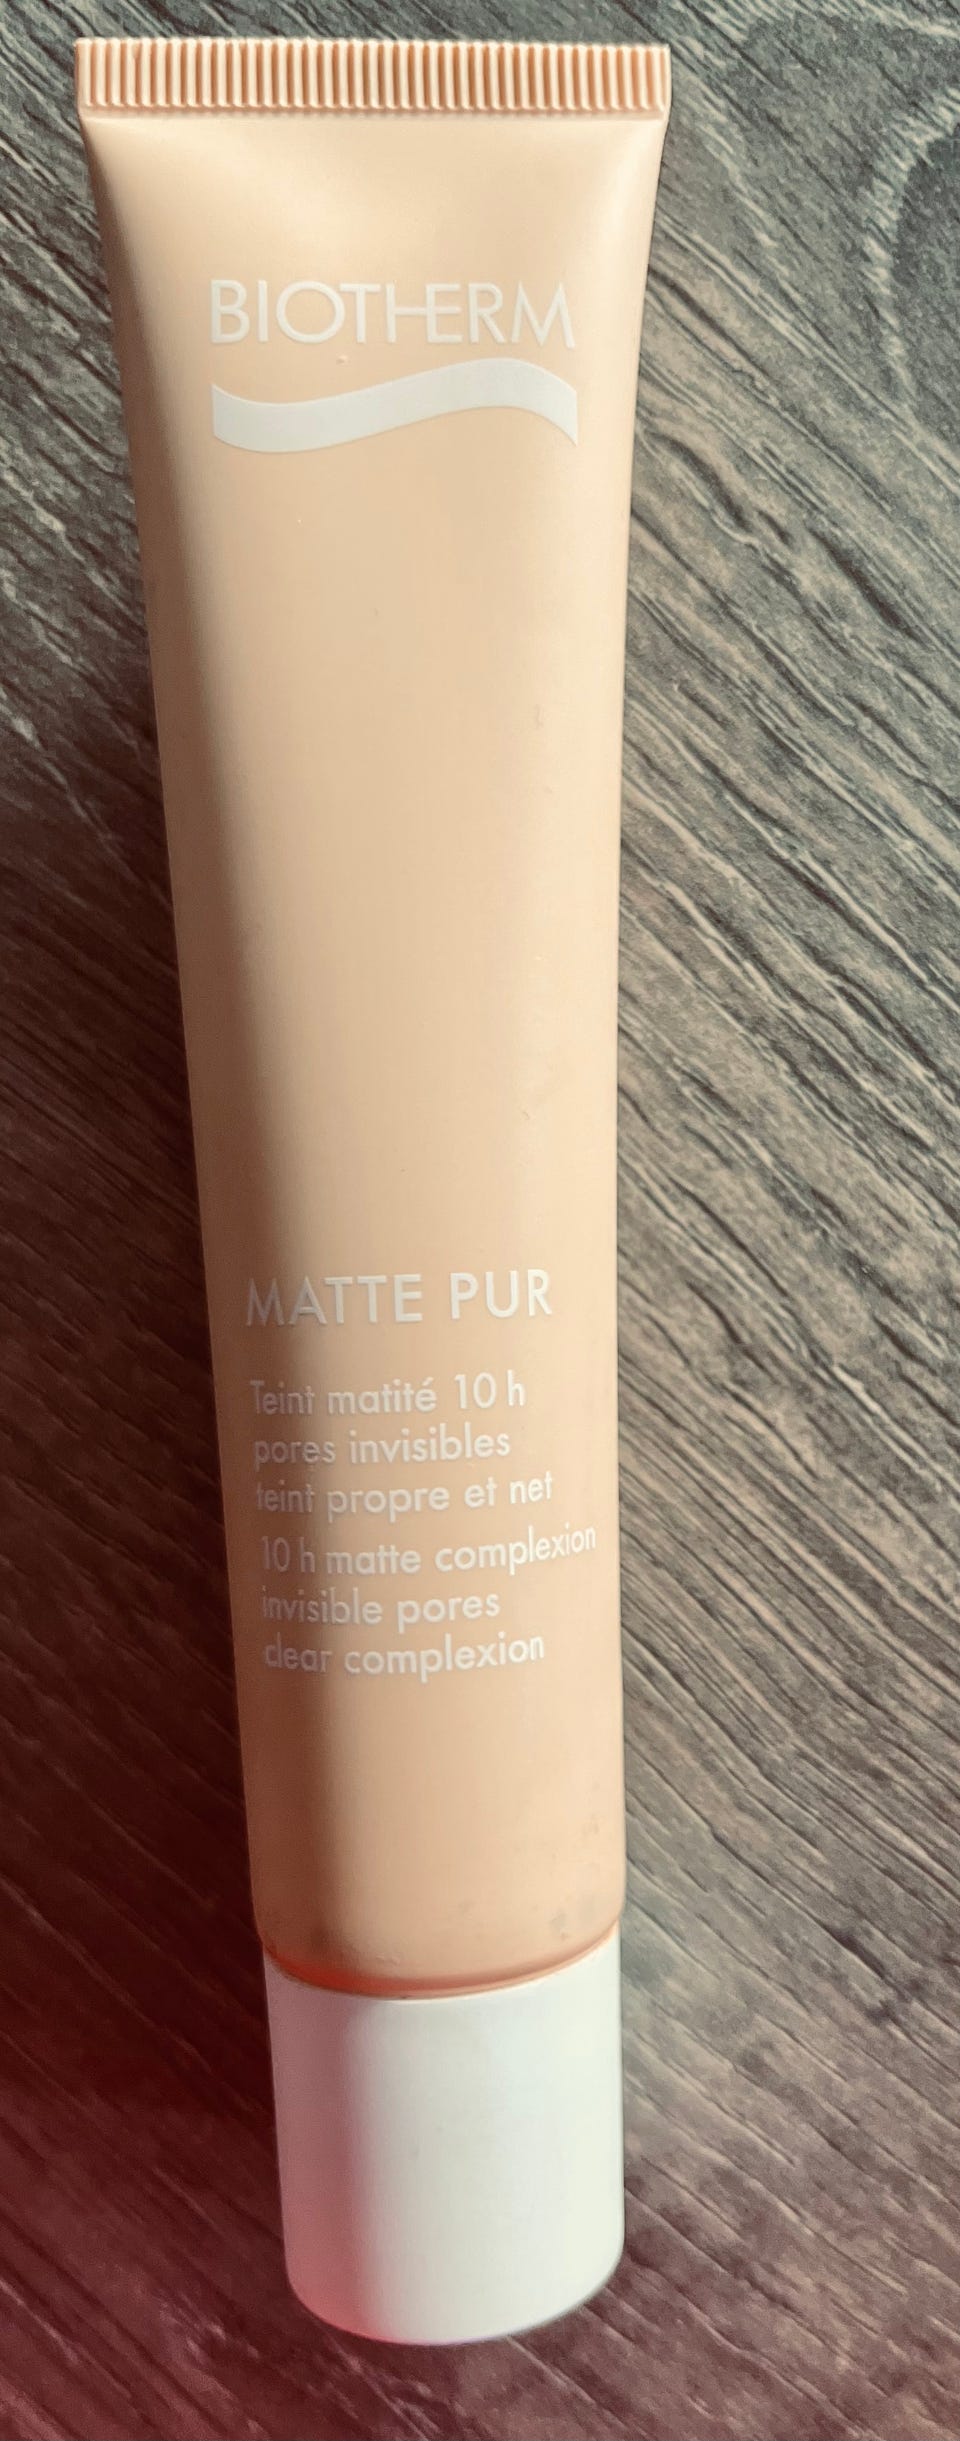 BIOTHERM
MATTE PUR
Teint matité 10 h
pores invisibles
teint propre et net
10 h matte complexion
invisible pores
clear complexion